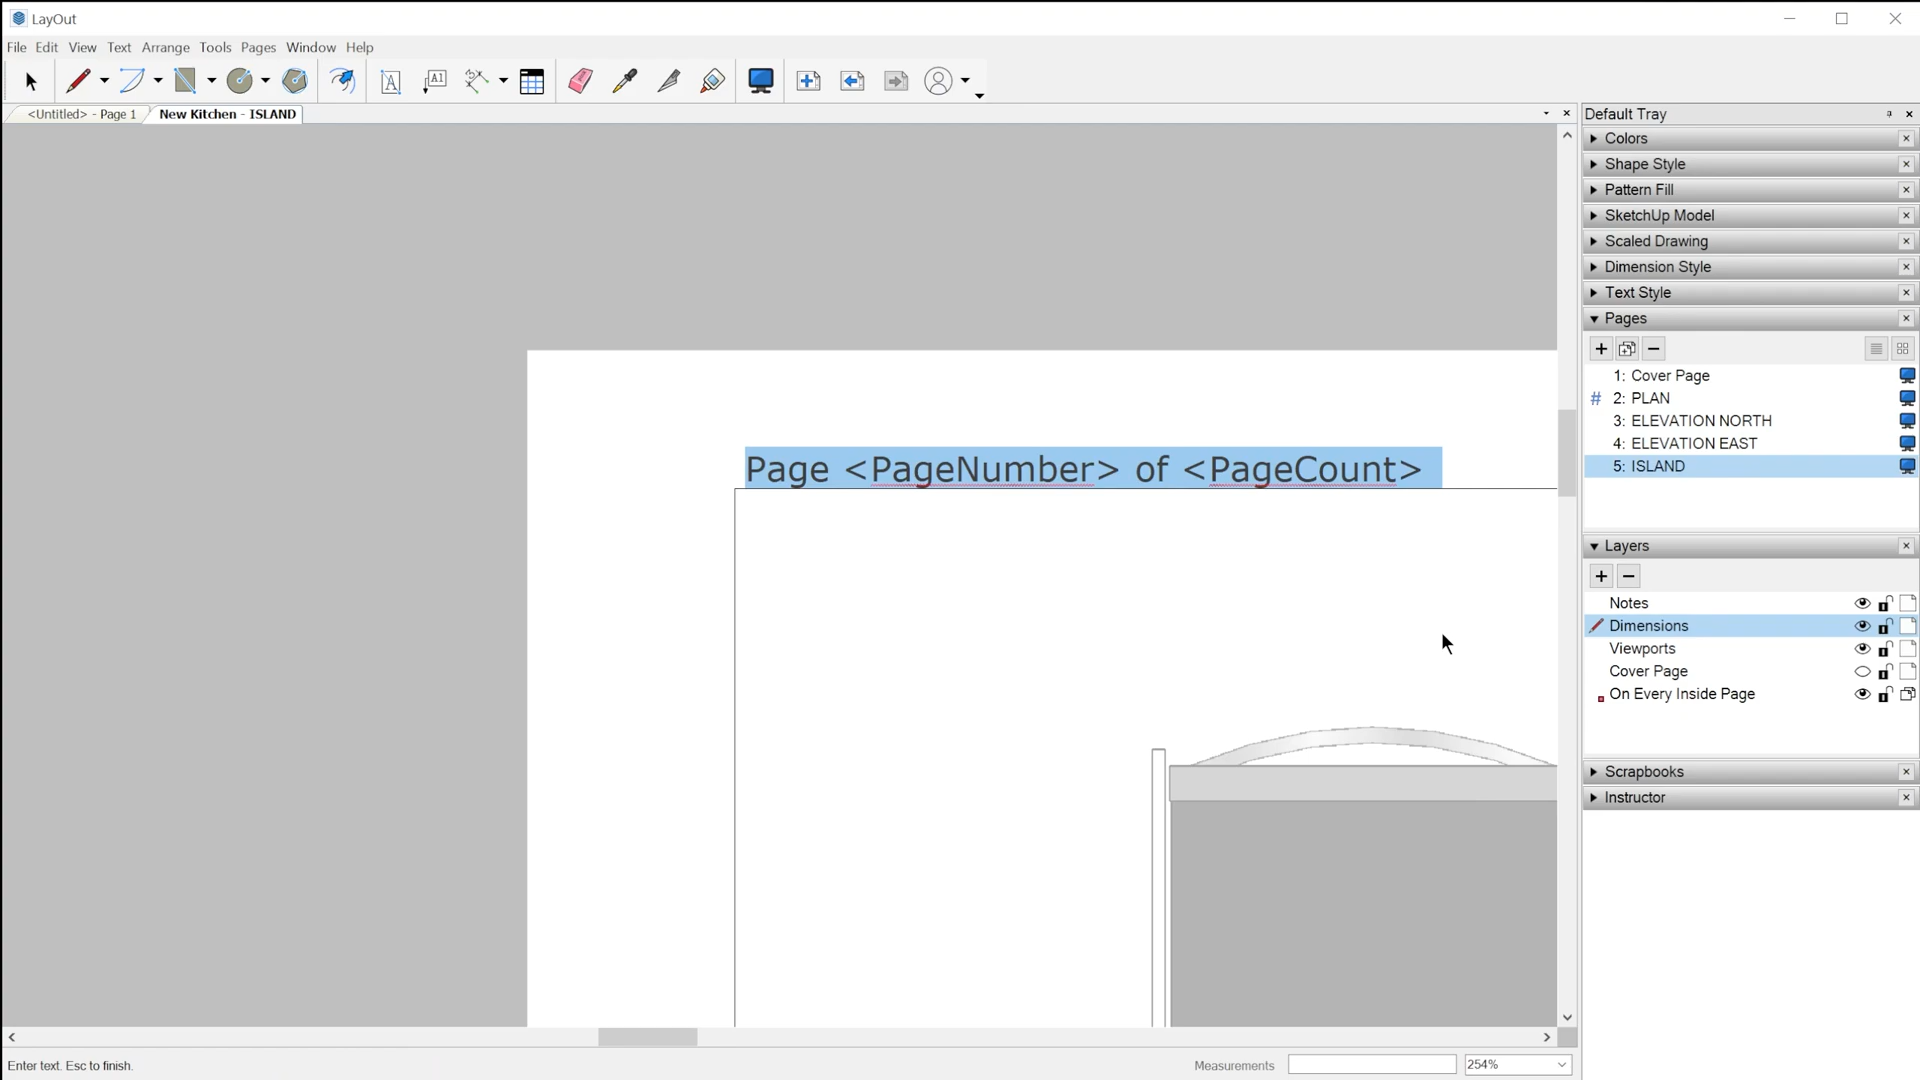 LayOut
File Edit View Text Arrange Tools Pages Window Help
A A1
<Untitled> - Page 1 New Kitchen - ISLAND
Page <PageNumber> of <PageCount>
Default Tray
Colors
Shape Style
Pattern Fill
SketchUp Model
Scaled Drawing
Dimension Style
Text Style
Pages
1: Cover Page
# 2: PLAN
3: ELEVATION NORTH
4: ELEVATION EAST
5: ISLAND
Layers
Notes
Dimensions
Viewports
Cover Page
On Every Inside Page
Scrapbooks
Instructor
Enter text. Esc to finish.
Measurements 254%